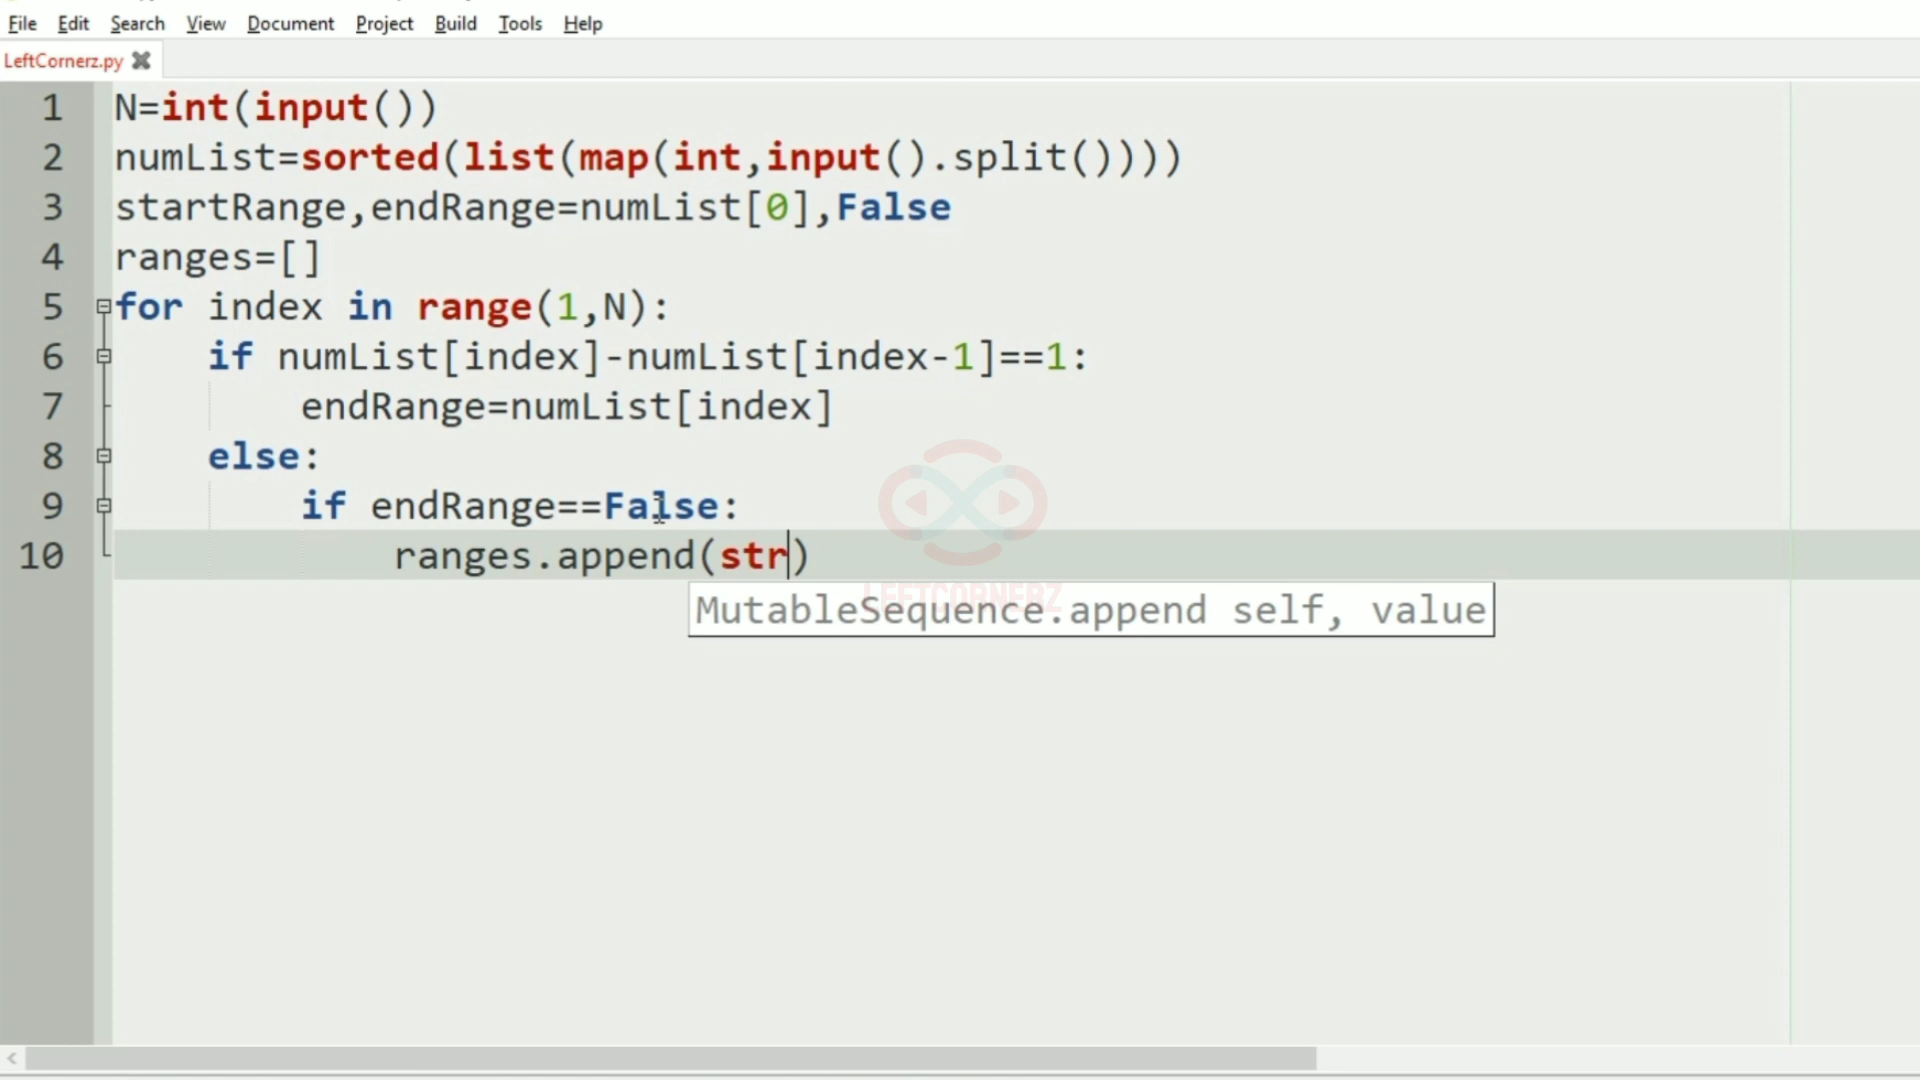 File Edit Search View Document Project Build Tools Help
LeftCornerz.py
1 N=int(input())
2 numList=sorted(list(map(int,input().split())))
3 startRange,endRange=numList[0],False
4 ranges=[]
5 for index in range(1,N):
6 if numList[index]-numList[index-1]==1:
7 endRange=numList[index]
8 else:
9 if endRange==False:
10 ranges.append(str)
LEFTCORNERZ
MutableSequence.append self, value